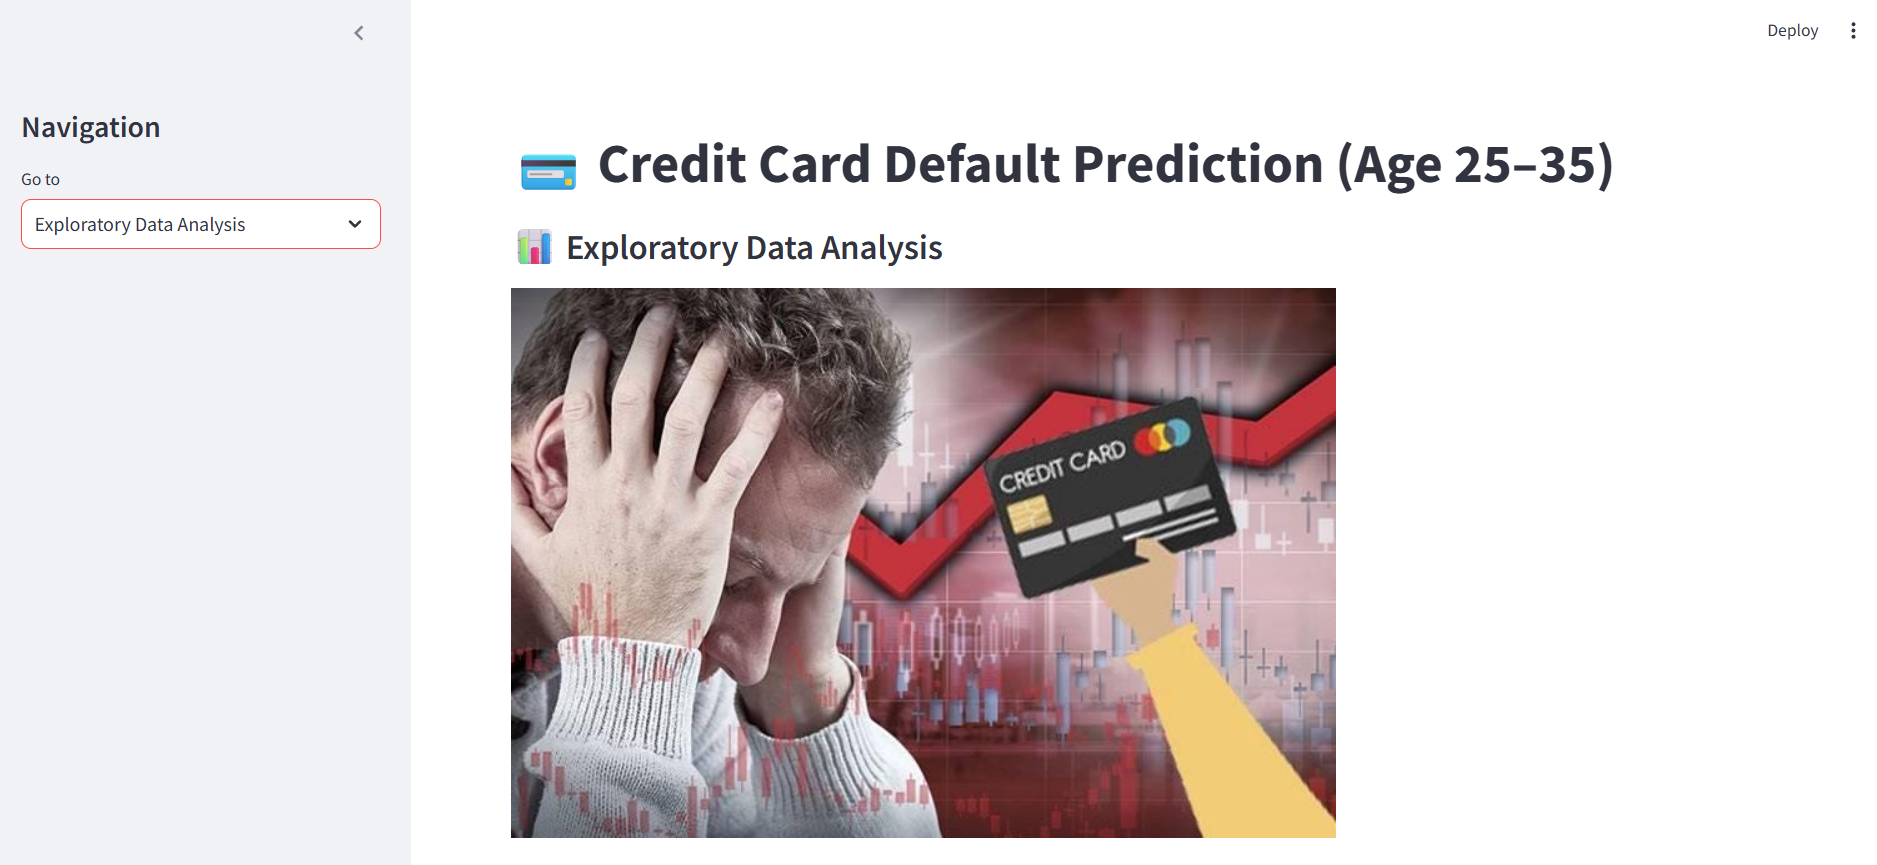 Deploy
Navigation
Go to
Exploratory Data Analysis
Credit Card Default Prediction (Age 25–35)
Exploratory Data Analysis
CREDIT CARD